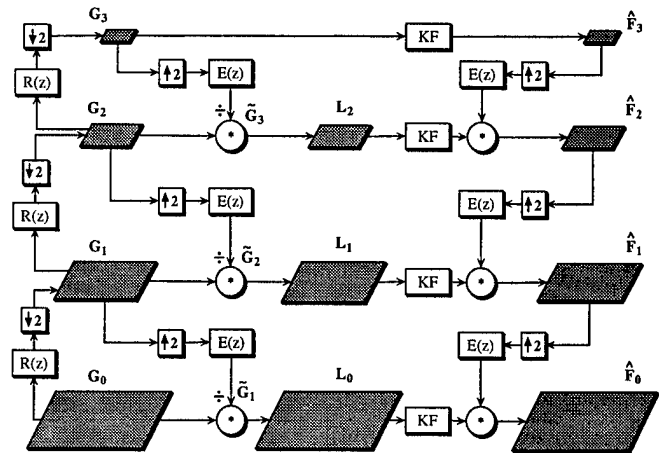 G₃ F̂₃
↓2 KF
R(z) ↑2 E(z) E(z) ↑2
G₂ ÷ G̃₃ L₂ F̂₂
* KF *
↓2
R(z) ↑2 E(z) E(z) ↑2
G₁ ÷ G̃₂ L₁ F̂₁
* KF *
↓2
R(z) ↑2 E(z) E(z) ↑2
G₀ ÷ G̃₁ L₀ F̂₀
* KF *